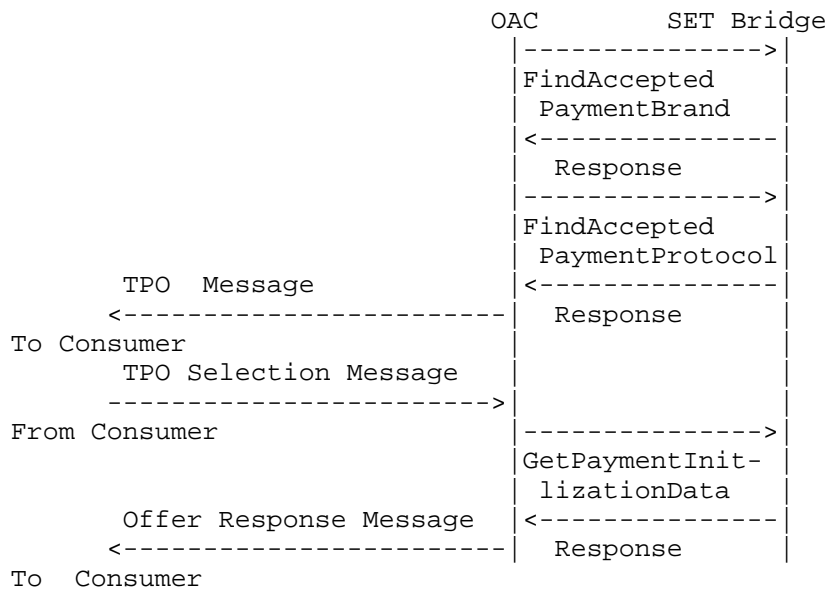 OAC SET Bridge
|--------------->|
|FindAccepted |
| PaymentBrand |
|<---------------|
| Response |
|--------------->|
|FindAccepted |
| PaymentProtocol|
TPO Message |<---------------|
<-------------------------| Response |
To Consumer | |
TPO Selection Message | |
------------------------->| |
From Consumer |--------------->|
|GetPaymentInit- |
| lizationData |
Offer Response Message |<---------------|
<-------------------------| Response |
To Consumer